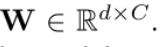 𝐖 ∈ ℝ^{d×C}.